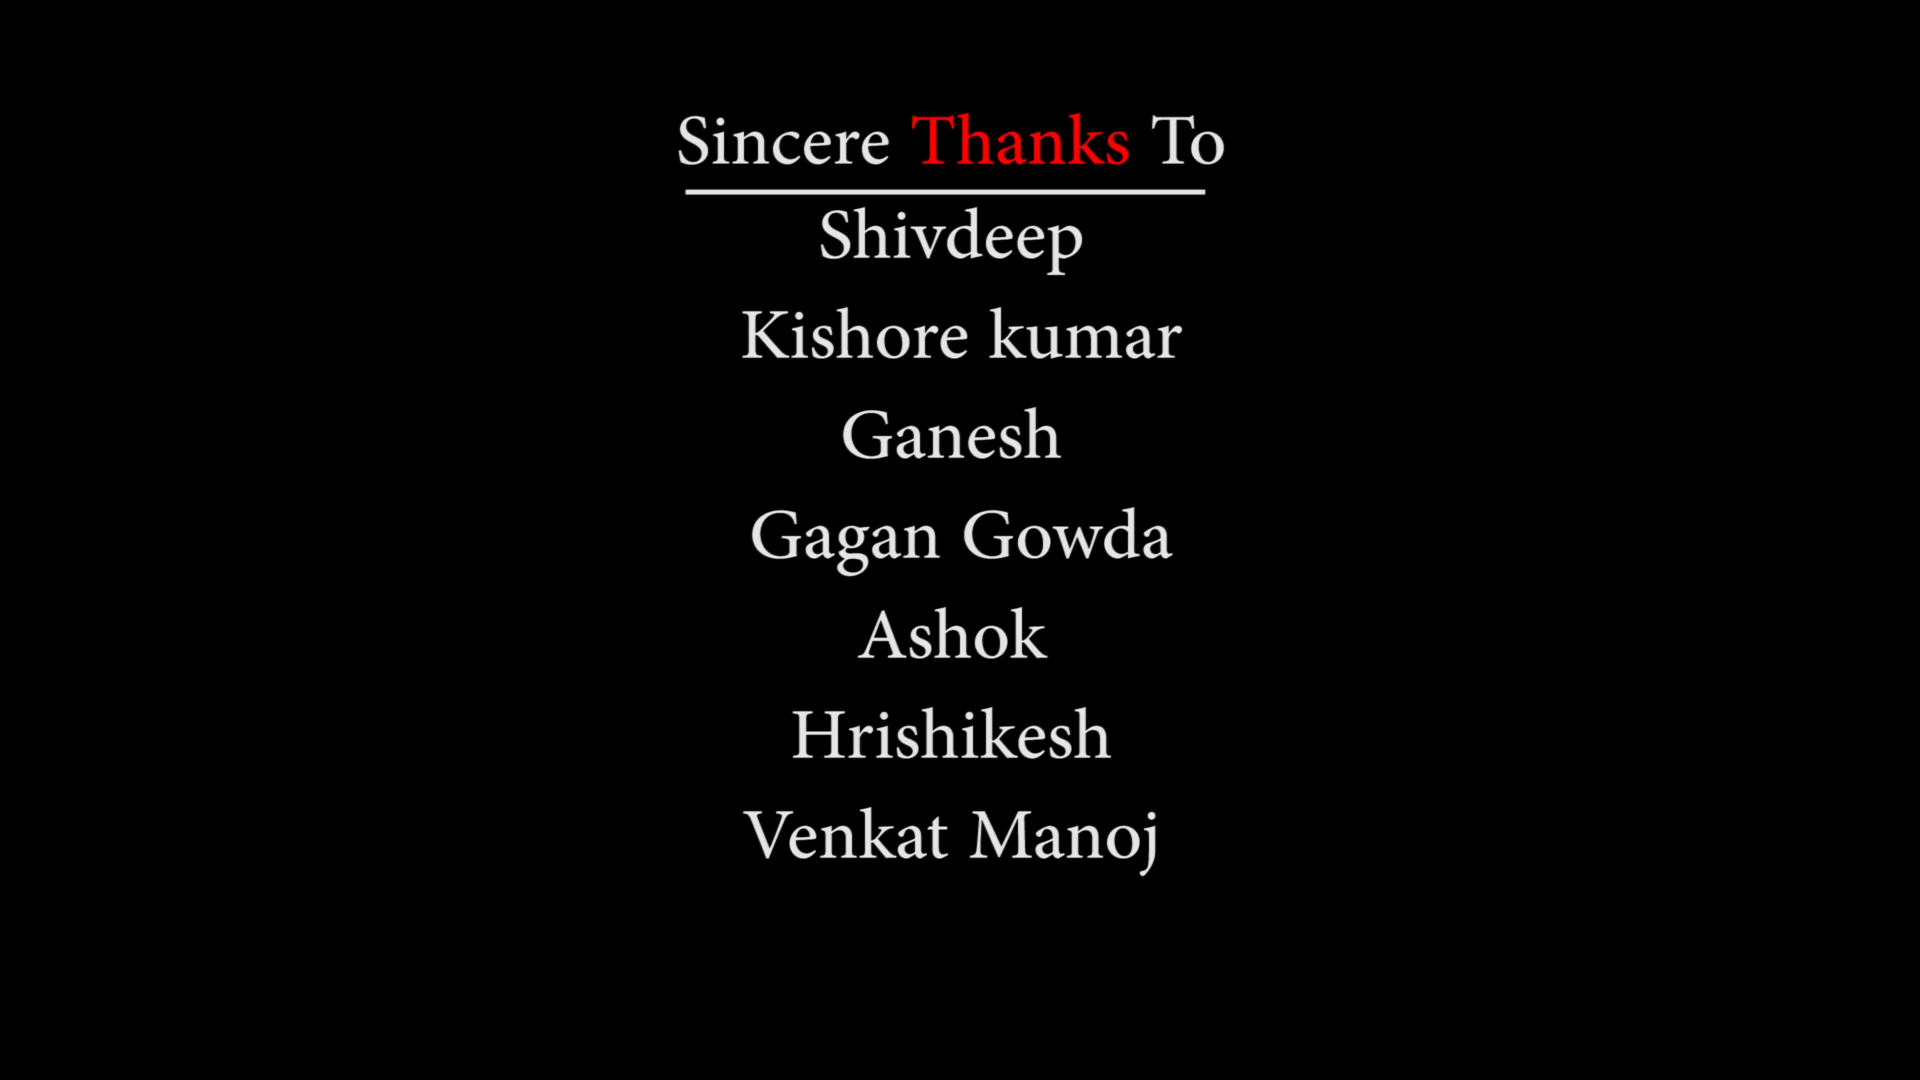 Sincere Thanks To
Shivdeep
Kishore kumar
Ganesh
Gagan Gowda
Ashok
Hrishikesh
Venkat Manoj